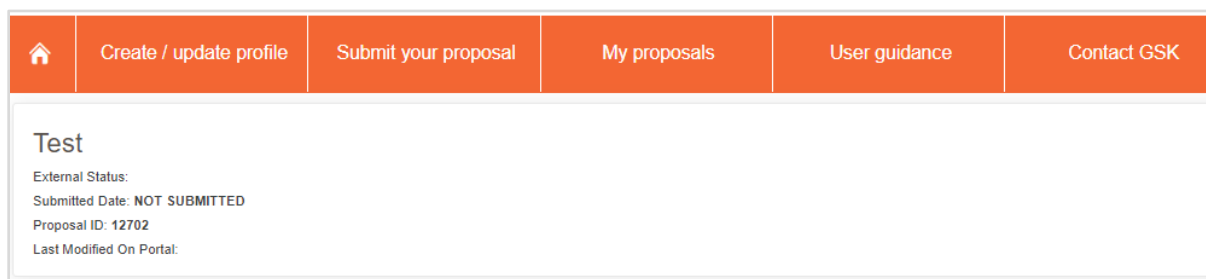 Create / update profile Submit your proposal My proposals User guidance Contact GSK
Test
External Status:
Submitted Date: NOT SUBMITTED
Proposal ID: 12702
Last Modified On Portal: